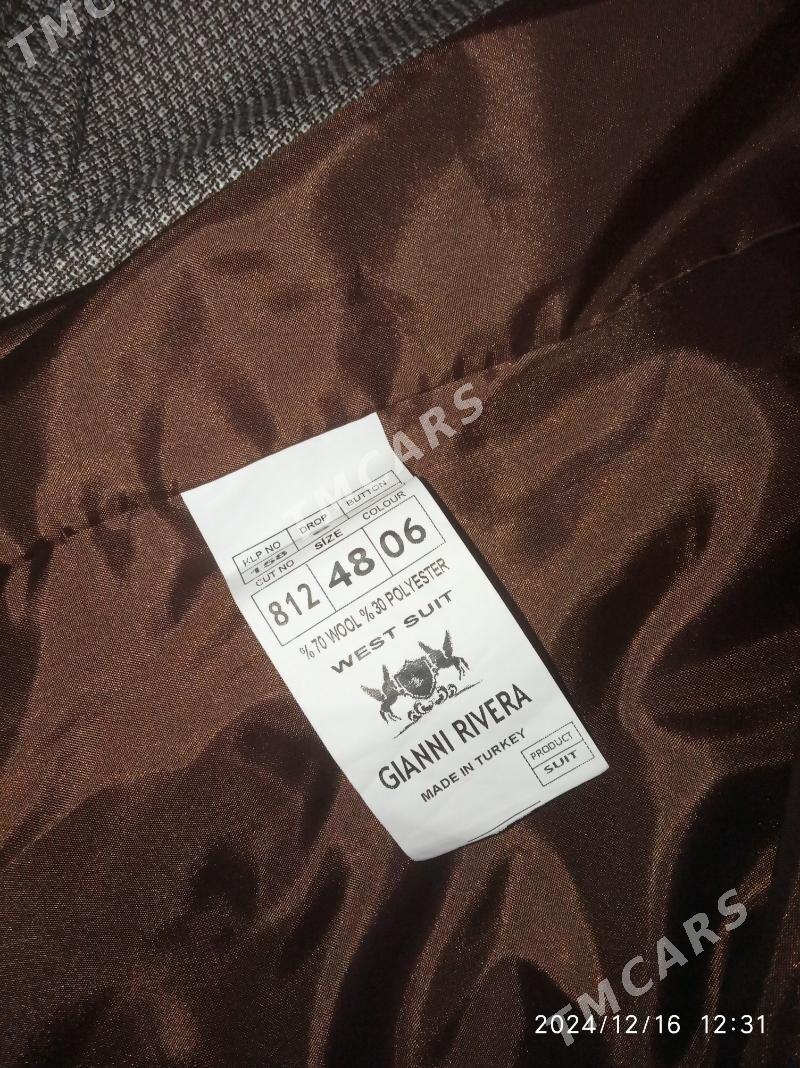 TMC
TMCARS
TMCARS
KLP NO DROP BUTTON
CUT NO SIZE COLOUR
812 48 06
% 70 WOOL % 30 POLYESTER
WEST SUIT
GIANNI RIVERA
MADE IN TURKEY
PRODUCT
SUIT
TMCARS
2024/12/16 12:31